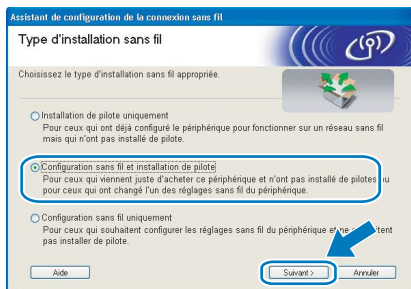 Assistant de configuration de la connexion sans fil
Type d'installation sans fil
Choisissez le type d'installation sans fil appropriée.
Installation de pilote uniquement
Pour ceux qui ont déjà configuré le périphérique pour fonctionner sur un réseau sans fil
mais qui n'ont pas installé de pilote.
Configuration sans fil et installation de pilote
Pour ceux qui viennent juste d'acheter ce périphérique et n'ont pas installé de pilotes
pour ceux qui ont changé l'un des réglages sans fil du périphérique.
Configuration sans fil uniquement
Pour ceux qui souhaitent configurer les réglages sans fil du périphérique et
pas installer de pilote.
Aide
Suivant >
Annuler